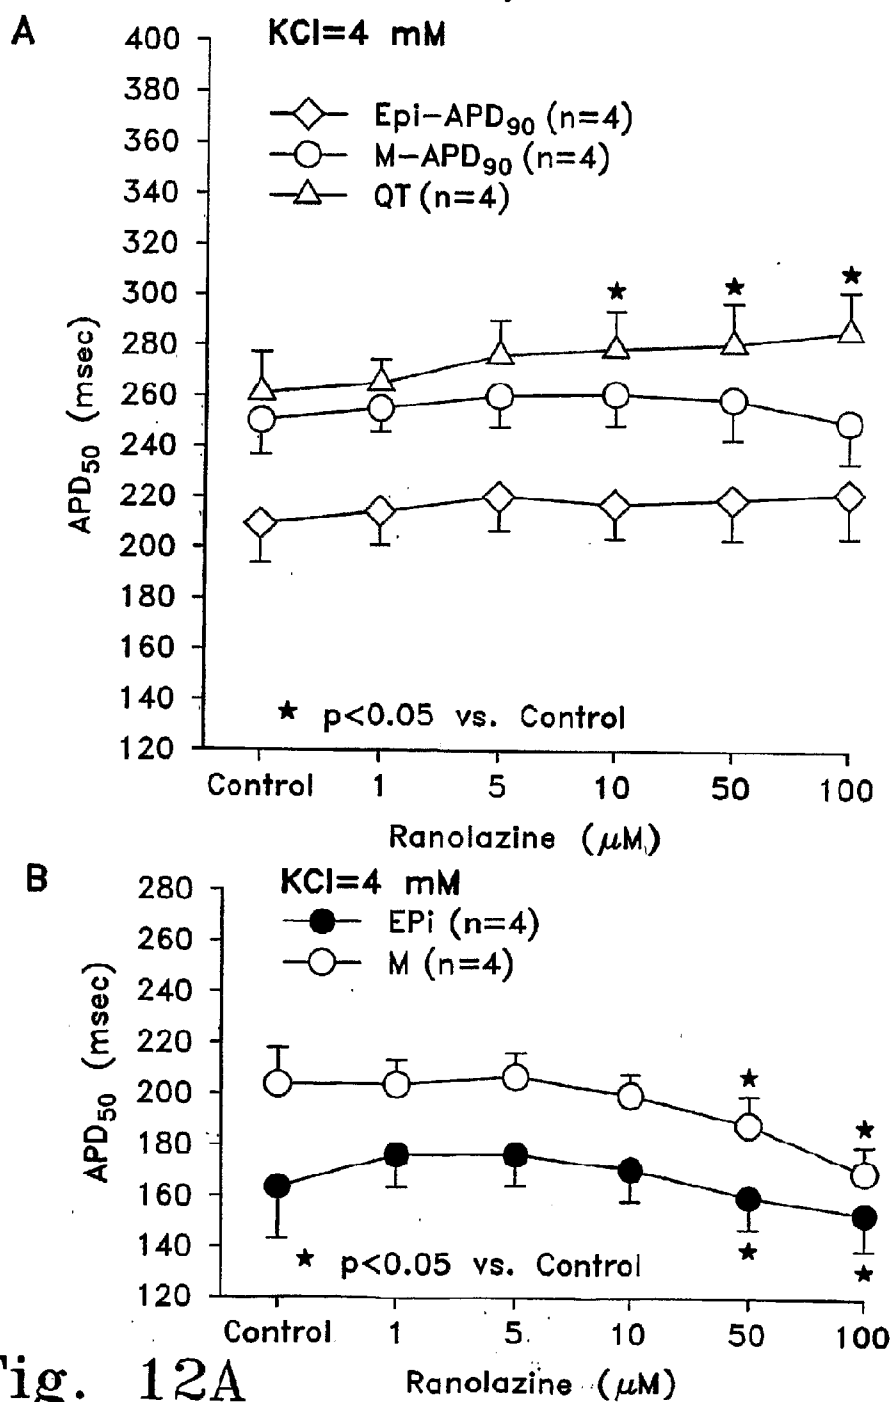 A
KCl=4 mM
Epi-APD90 (n=4)
M-APD90 (n=4)
QT (n=4)
400
380
360
340
320
300
280
260
240
220
200
180
160
140
120
APD50 (msec)
★ ★ ★
★ p<0.05 vs. Control
Control 1 5 10 50 100
Ranolazine (μM)
B
KCl=4 mM
EPi (n=4)
M (n=4)
280
260
240
220
200
180
160
140
120
APD50 (msec)
★ ★
★ ★
★ p<0.05 vs. Control
Control 1 5 10 50 100
Ranolazine (μM)
ig. 12A